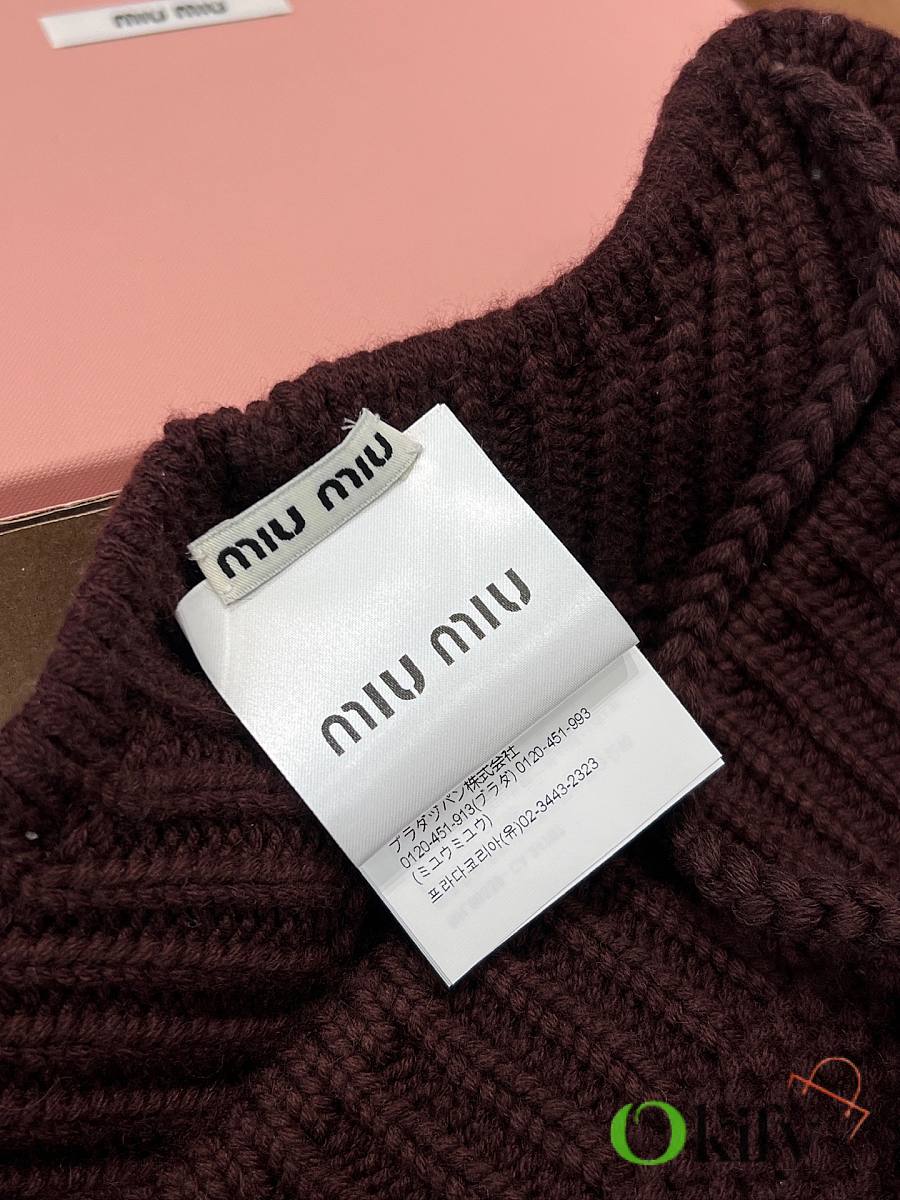 MIU MIU
MIU MIU
MIU MIU
プラダジャパン株式会社
0120-451-913(プラダ) 0120-451-993
(ミュウミュウ)
프라다코리아(유)02-3443-2323
Okify